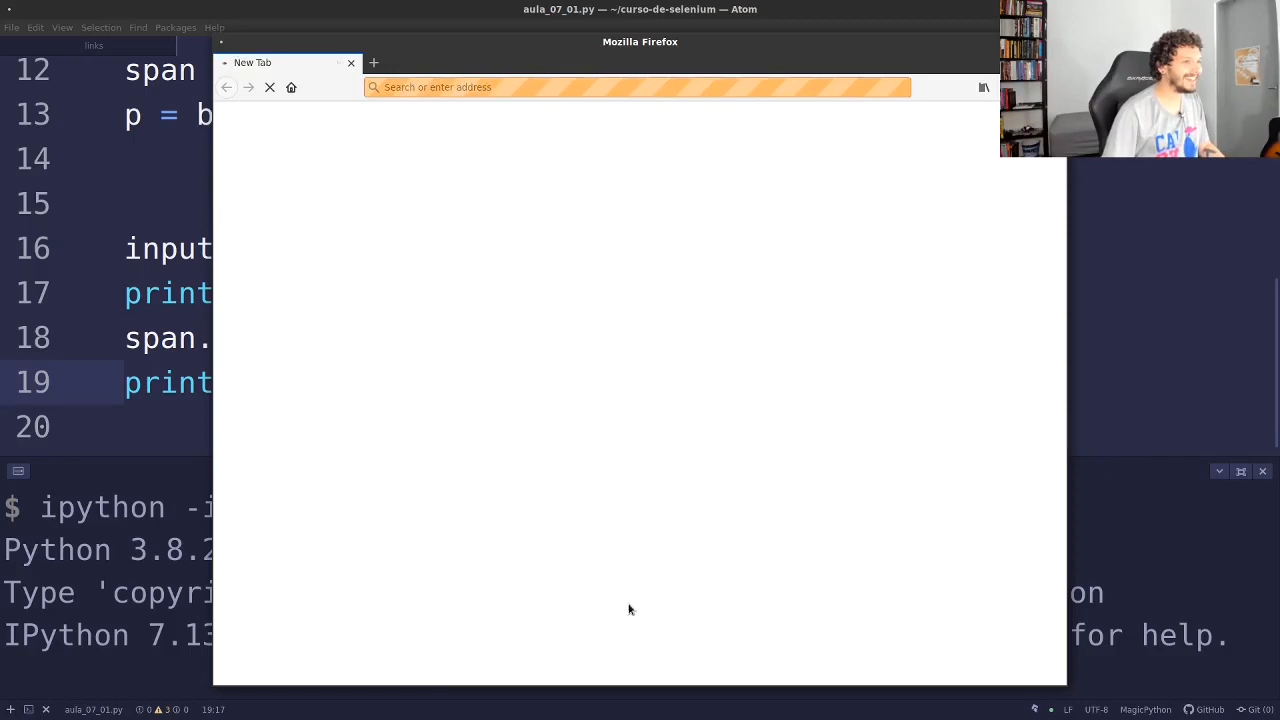 aula_07_01.py — ~/curso-de-selenium — Atom
File Edit View Selection Find Packages Help
links
Mozilla Firefox
New Tab
Search or enter address
12 span
13 p = b
14
15
16 input
17 print
18 span.
19 print
20
$ ipython -i
Python 3.8.2
Type 'copyri on
IPython 7.13 for help.
aula_07_01.py 0 3 0 19:17 LF UTF-8 MagicPython GitHub Git (0)